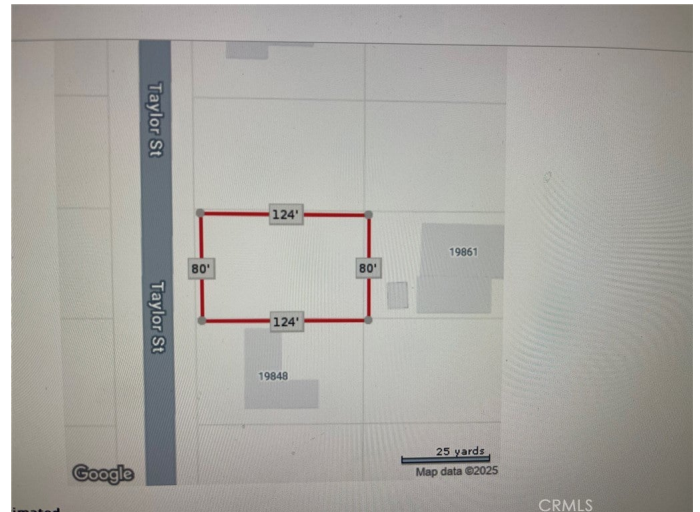 Taylor St
124'
80'
80'
19861
Taylor St
124'
19848
25 yards
Google
Map data ©2025
CRMLS